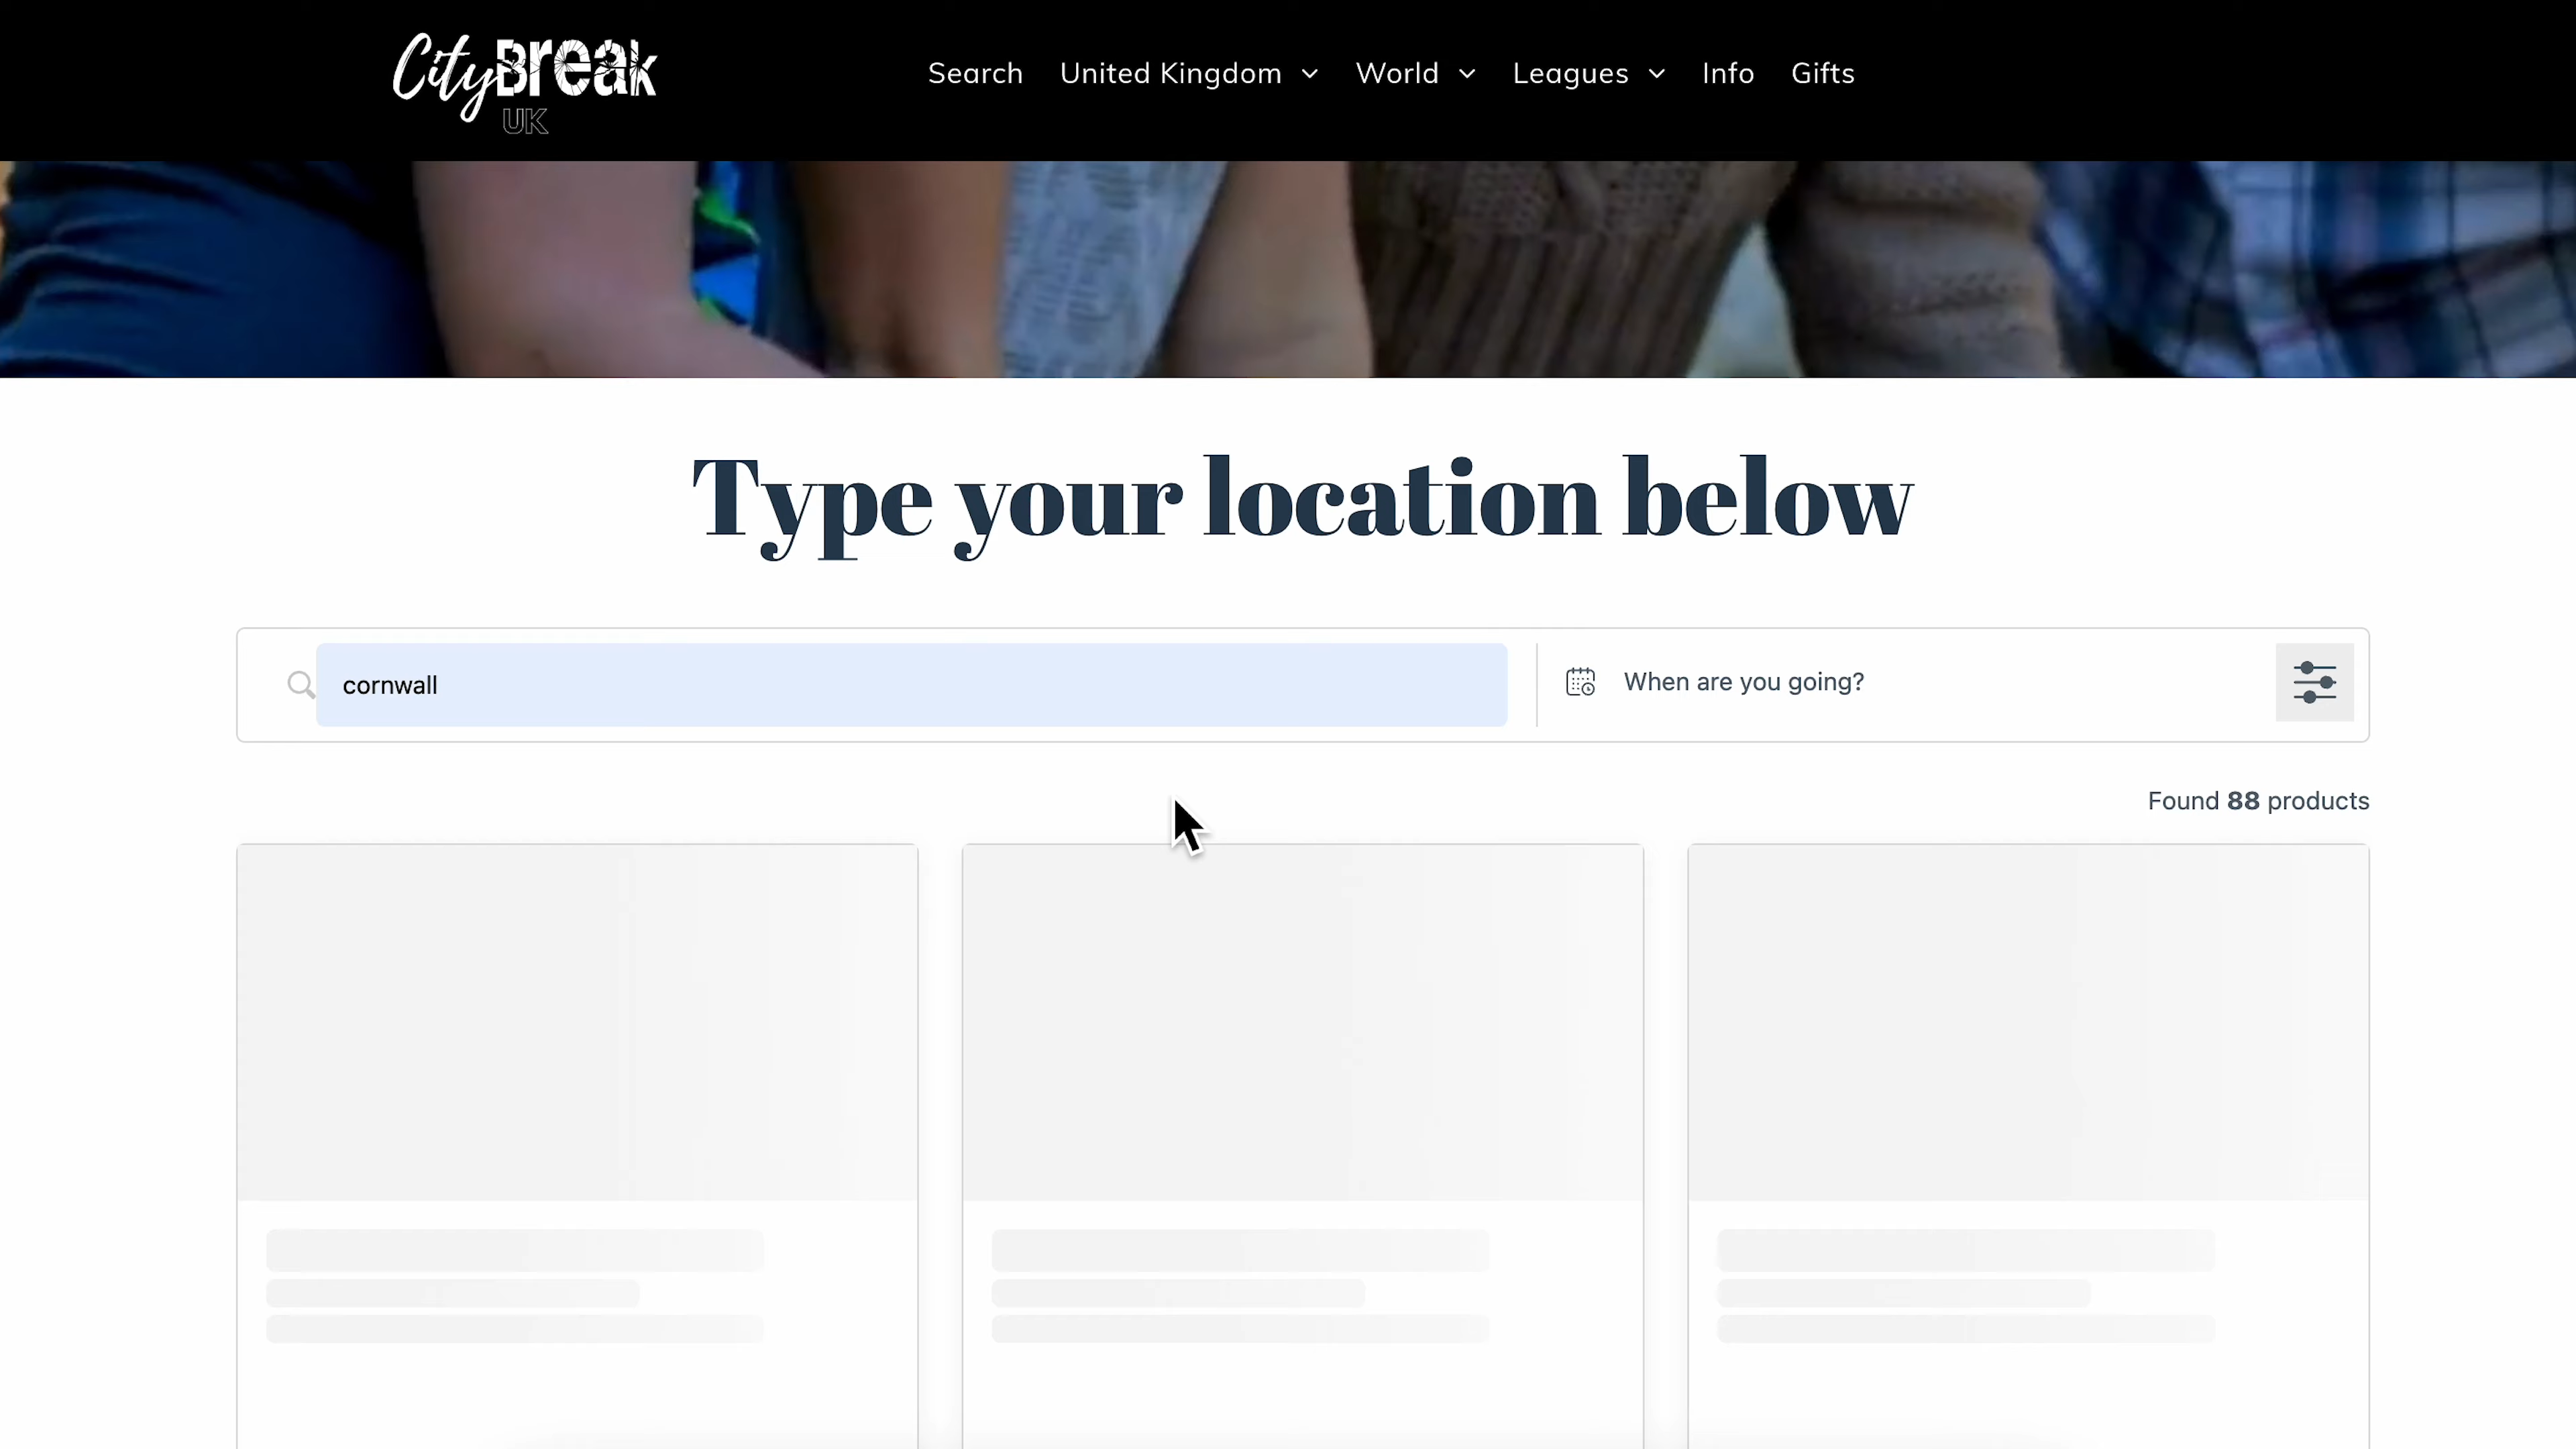 CityBreak
UK
Search United Kingdom World Leagues Info Gifts
Type your location below
cornwall
When are you going?
Found 88 products